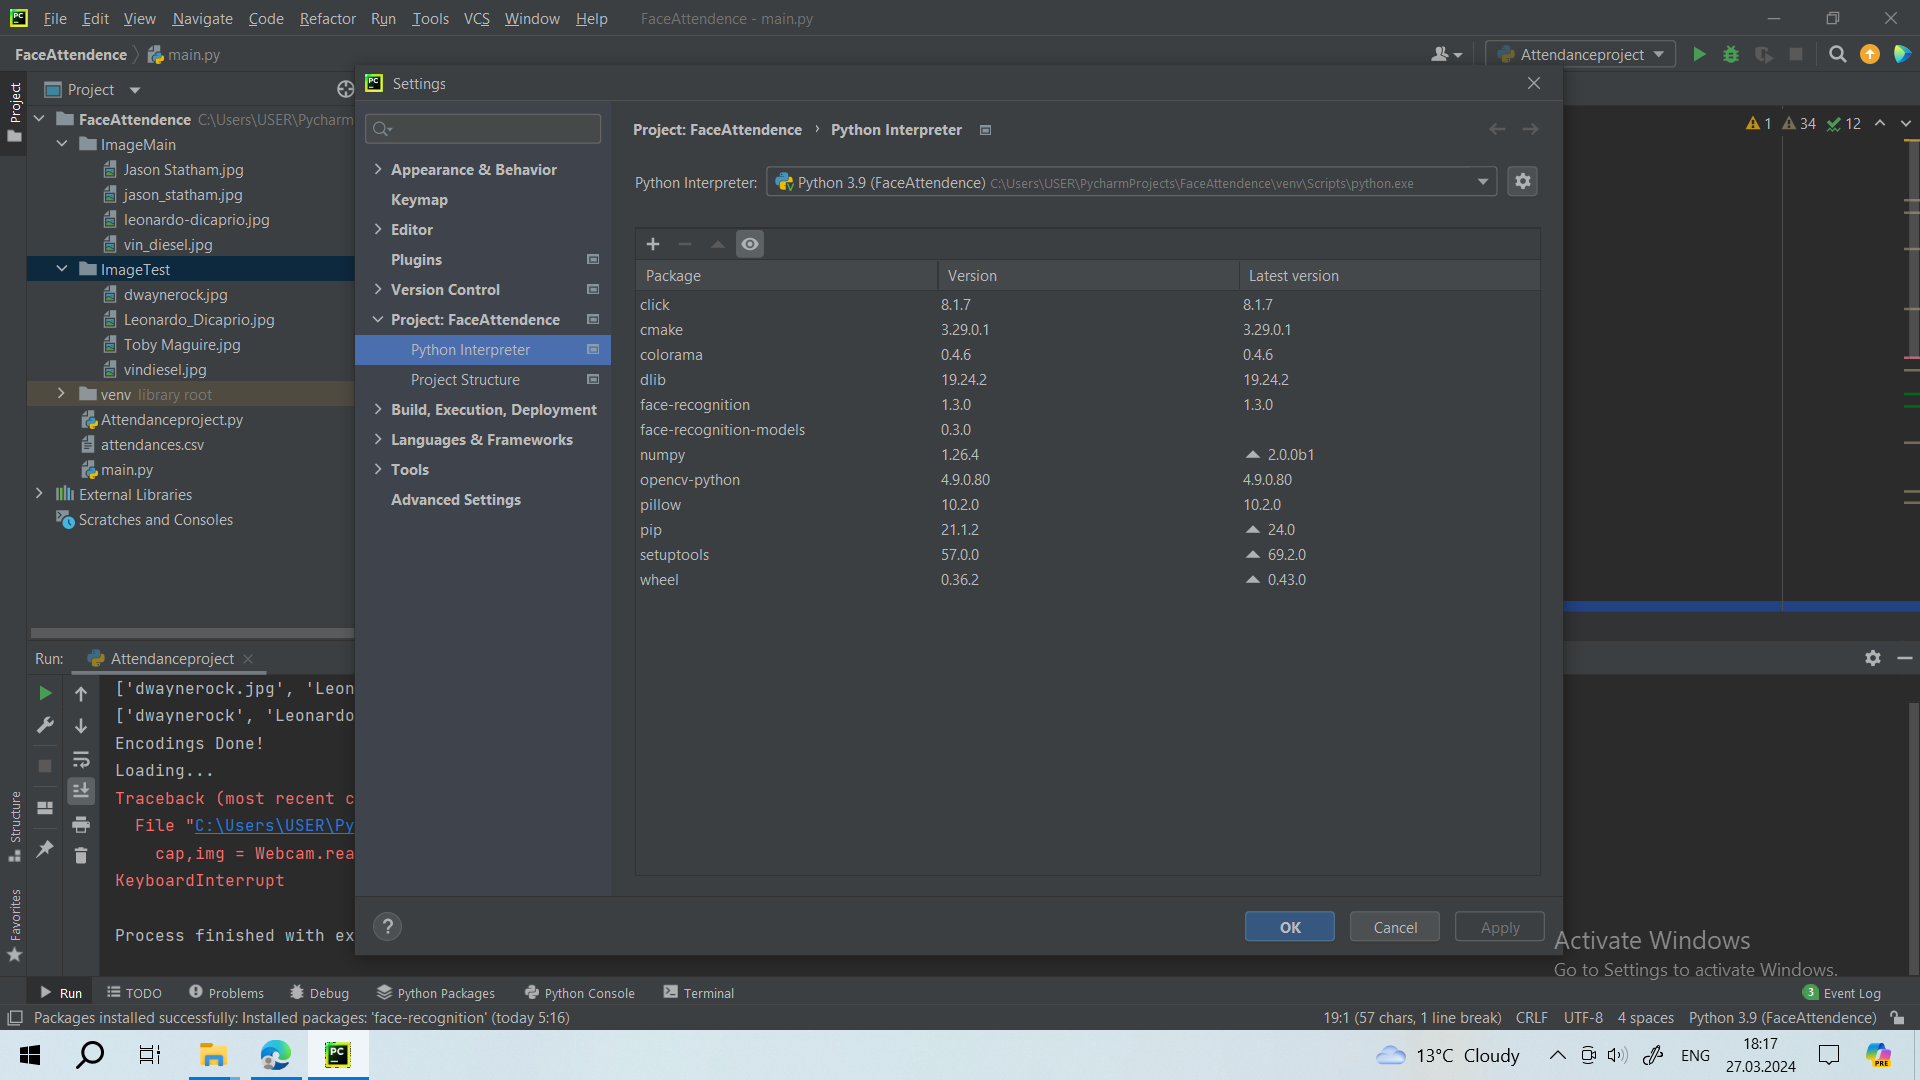 File Edit View Navigate Code Refactor Run Tools VCS Window Help FaceAttendence - main.py
FaceAttendence main.py Attendanceproject
Project
Project
FaceAttendence C:\Users\USER\Pycharm
ImageMain
Jason Statham.jpg
jason_statham.jpg
leonardo-dicaprio.jpg
vin_diesel.jpg
ImageTest
dwaynerock.jpg
Leonardo_Dicaprio.jpg
Toby Maguire.jpg
vindiesel.jpg
venv library root
Attendanceproject.py
attendances.csv
main.py
External Libraries
Scratches and Consoles
1 34 12
Settings
Appearance & Behavior
Keymap
Editor
Plugins
Version Control
Project: FaceAttendence
Python Interpreter
Project Structure
Build, Execution, Deployment
Languages & Frameworks
Tools
Advanced Settings
Project: FaceAttendence › Python Interpreter
Python Interpreter: Python 3.9 (FaceAttendence) C:\Users\USER\PycharmProjects\FaceAttendence\venv\Scripts\python.exe
Package Version Latest version
click 8.1.7 8.1.7
cmake 3.29.0.1 3.29.0.1
colorama 0.4.6 0.4.6
dlib 19.24.2 19.24.2
face-recognition 1.3.0 1.3.0
face-recognition-models 0.3.0
numpy 1.26.4 2.0.0b1
opencv-python 4.9.0.80 4.9.0.80
pillow 10.2.0 10.2.0
pip 21.1.2 24.0
setuptools 57.0.0 69.2.0
wheel 0.36.2 0.43.0
? OK Cancel Apply
Run: Attendanceproject
['dwaynerock.jpg', 'Leon
['dwaynerock', 'Leonardo
Encodings Done!
Loading...
Traceback (most recent c
File "C:\Users\USER\Py
cap,img = Webcam.rea
KeyboardInterrupt
Process finished with ex
Structure
Favorites
Activate Windows
Go to Settings to activate Windows.
Run TODO Problems Debug Python Packages Python Console Terminal 3 Event Log
Packages installed successfully: Installed packages: 'face-recognition' (today 5:16) 19:1 (57 chars, 1 line break) CRLF UTF-8 4 spaces Python 3.9 (FaceAttendence)
13°C Cloudy ENG 18:17
27.03.2024
PC
PRE